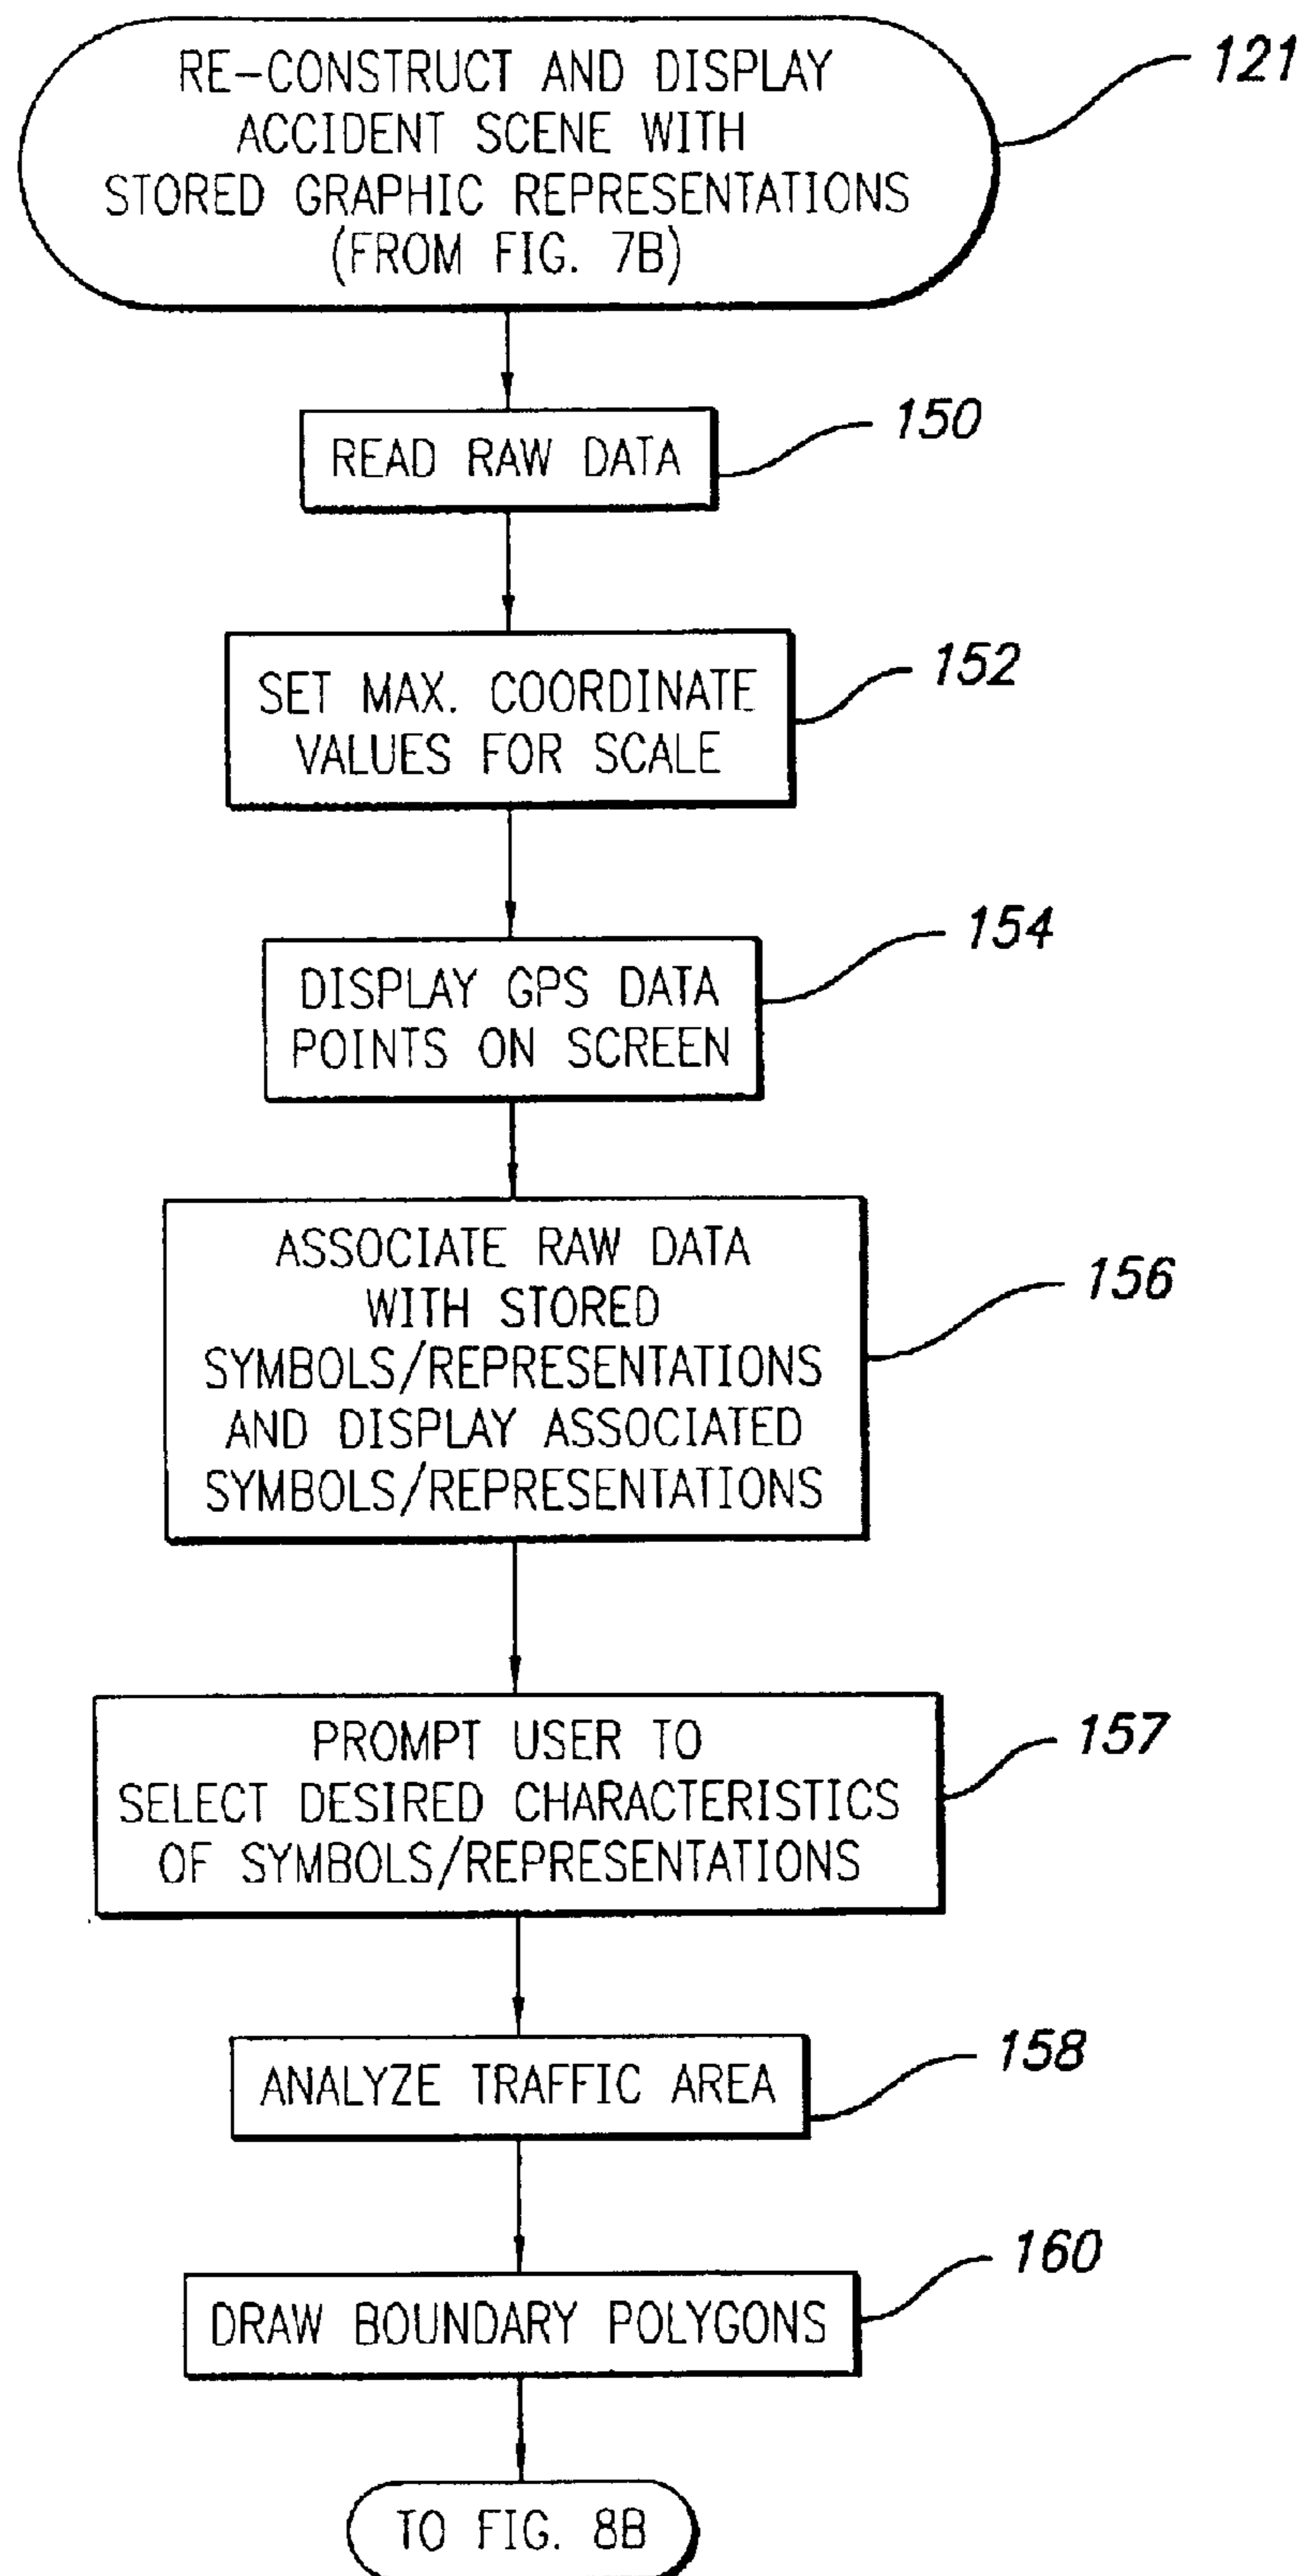 RE-CONSTRUCT AND DISPLAY
ACCIDENT SCENE WITH
STORED GRAPHIC REPRESENTATIONS
(FROM FIG. 7B)
121
READ RAW DATA
150
SET MAX. COORDINATE
VALUES FOR SCALE
152
DISPLAY GPS DATA
POINTS ON SCREEN
154
ASSOCIATE RAW DATA
WITH STORED
SYMBOLS/REPRESENTATIONS
AND DISPLAY ASSOCIATED
SYMBOLS/REPRESENTATIONS
156
PROMPT USER TO
SELECT DESIRED CHARACTERISTICS
OF SYMBOLS/REPRESENTATIONS
157
ANALYZE TRAFFIC AREA
158
DRAW BOUNDARY POLYGONS
160
TO FIG. 8B